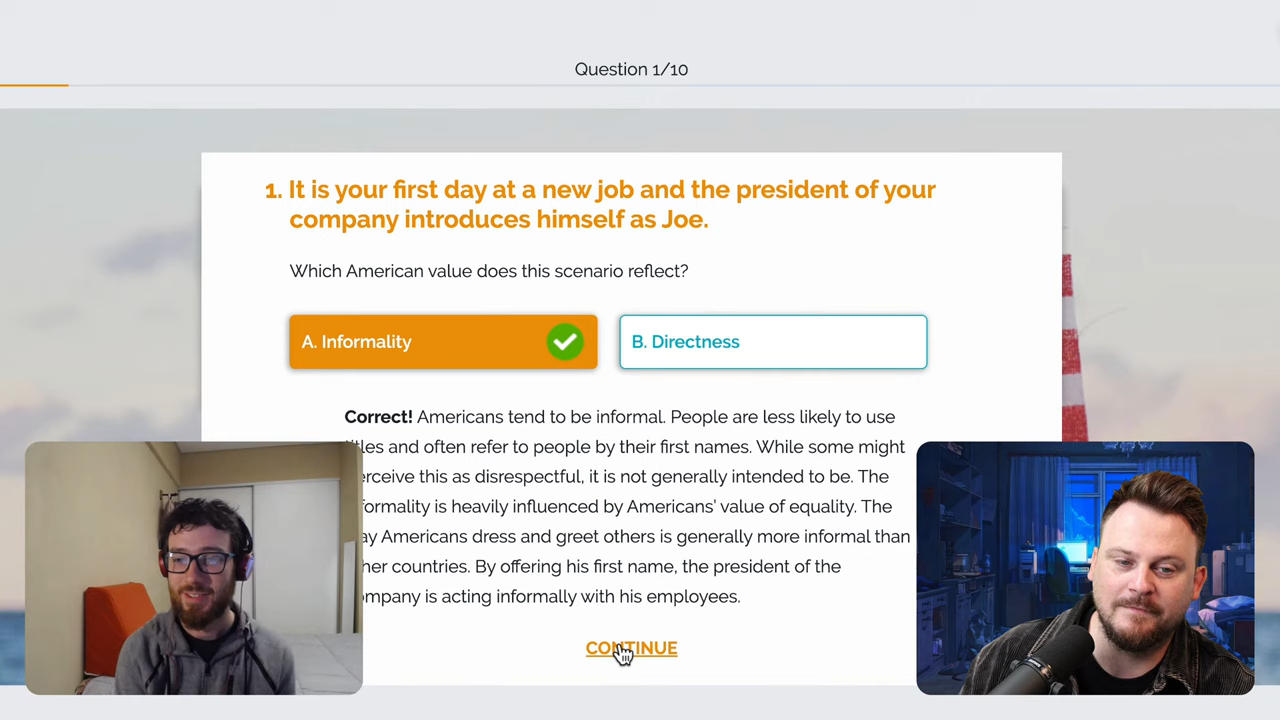 Question 1/10
1. It is your first day at a new job and the president of your
company introduces himself as Joe.
Which American value does this scenario reflect?
A. Informality
B. Directness
Correct! Americans tend to be informal. People are less likely to use
and often refer to people by their first names. While some might
this as disrespectful, it is not generally intended to be. The
is heavily influenced by Americans' value of equality. The
Americans dress and greet others is generally more informal than
countries. By offering his first name, the president of the
is acting informally with his employees.
CONTINUE